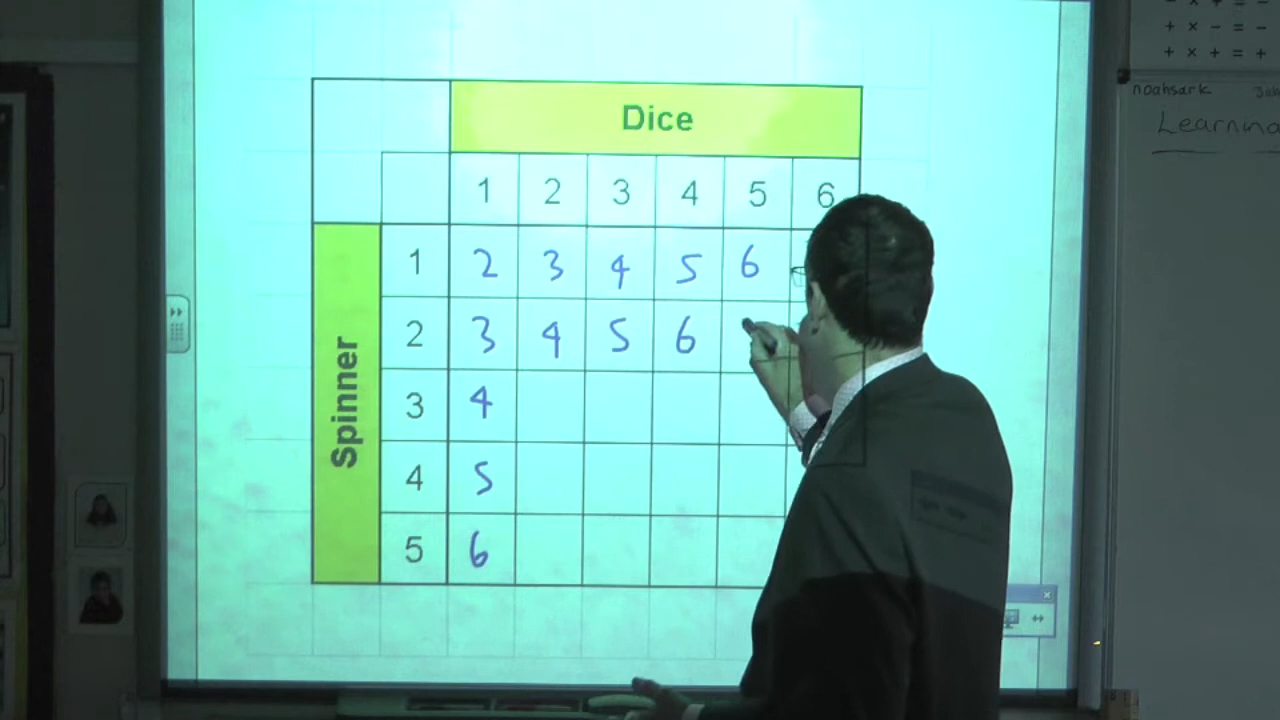 - × + = -
+ × - = -
+ × + = +
noahsark
Learning
Dice
1 2 3 4 5 6
Spinner
1 2 3 4 5 6
2 3 4 5 6
3 4
4 5
5 6